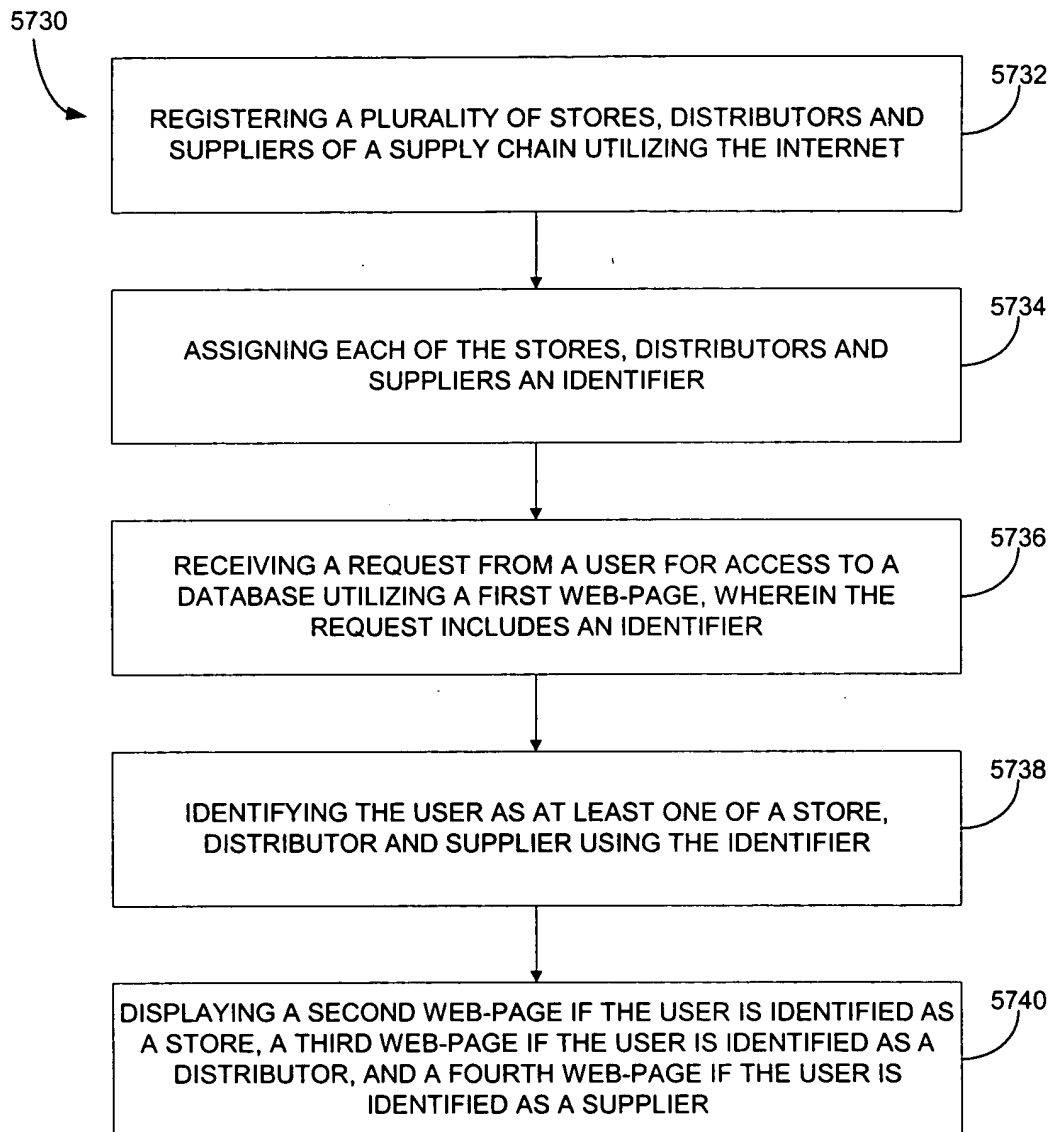 5730
5732
REGISTERING A PLURALITY OF STORES, DISTRIBUTORS AND
SUPPLIERS OF A SUPPLY CHAIN UTILIZING THE INTERNET
5734
ASSIGNING EACH OF THE STORES, DISTRIBUTORS AND
SUPPLIERS AN IDENTIFIER
5736
RECEIVING A REQUEST FROM A USER FOR ACCESS TO A
DATABASE UTILIZING A FIRST WEB-PAGE, WHEREIN THE
REQUEST INCLUDES AN IDENTIFIER
5738
IDENTIFYING THE USER AS AT LEAST ONE OF A STORE,
DISTRIBUTOR AND SUPPLIER USING THE IDENTIFIER
5740
DISPLAYING A SECOND WEB-PAGE IF THE USER IS IDENTIFIED AS
A STORE, A THIRD WEB-PAGE IF THE USER IS IDENTIFIED AS A
DISTRIBUTOR, AND A FOURTH WEB-PAGE IF THE USER IS
IDENTIFIED AS A SUPPLIER